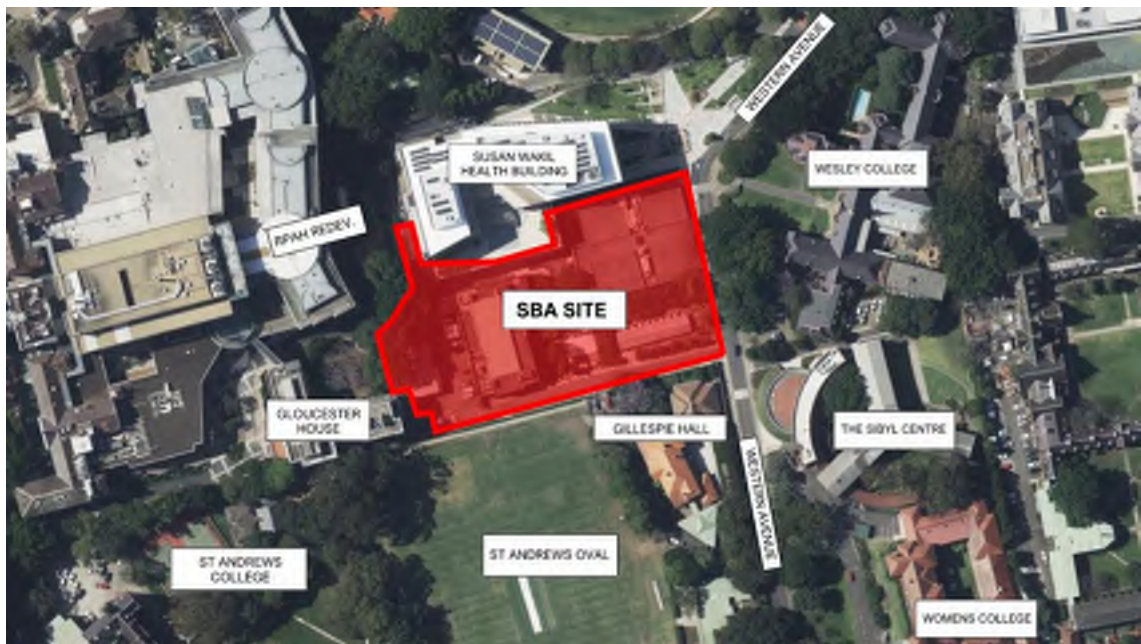 WESTERN AVENUE
SUSAN WAKIL
HEALTH BUILDING
WESLEY COLLEGE
RPAH REDEV.
SBA SITE
GLOUCESTER
HOUSE
GILLESPIE HALL
THE SIBYL CENTRE
WESTERN AVENUE
ST ANDREWS
COLLEGE
ST ANDREWS OVAL
WOMENS COLLEGE